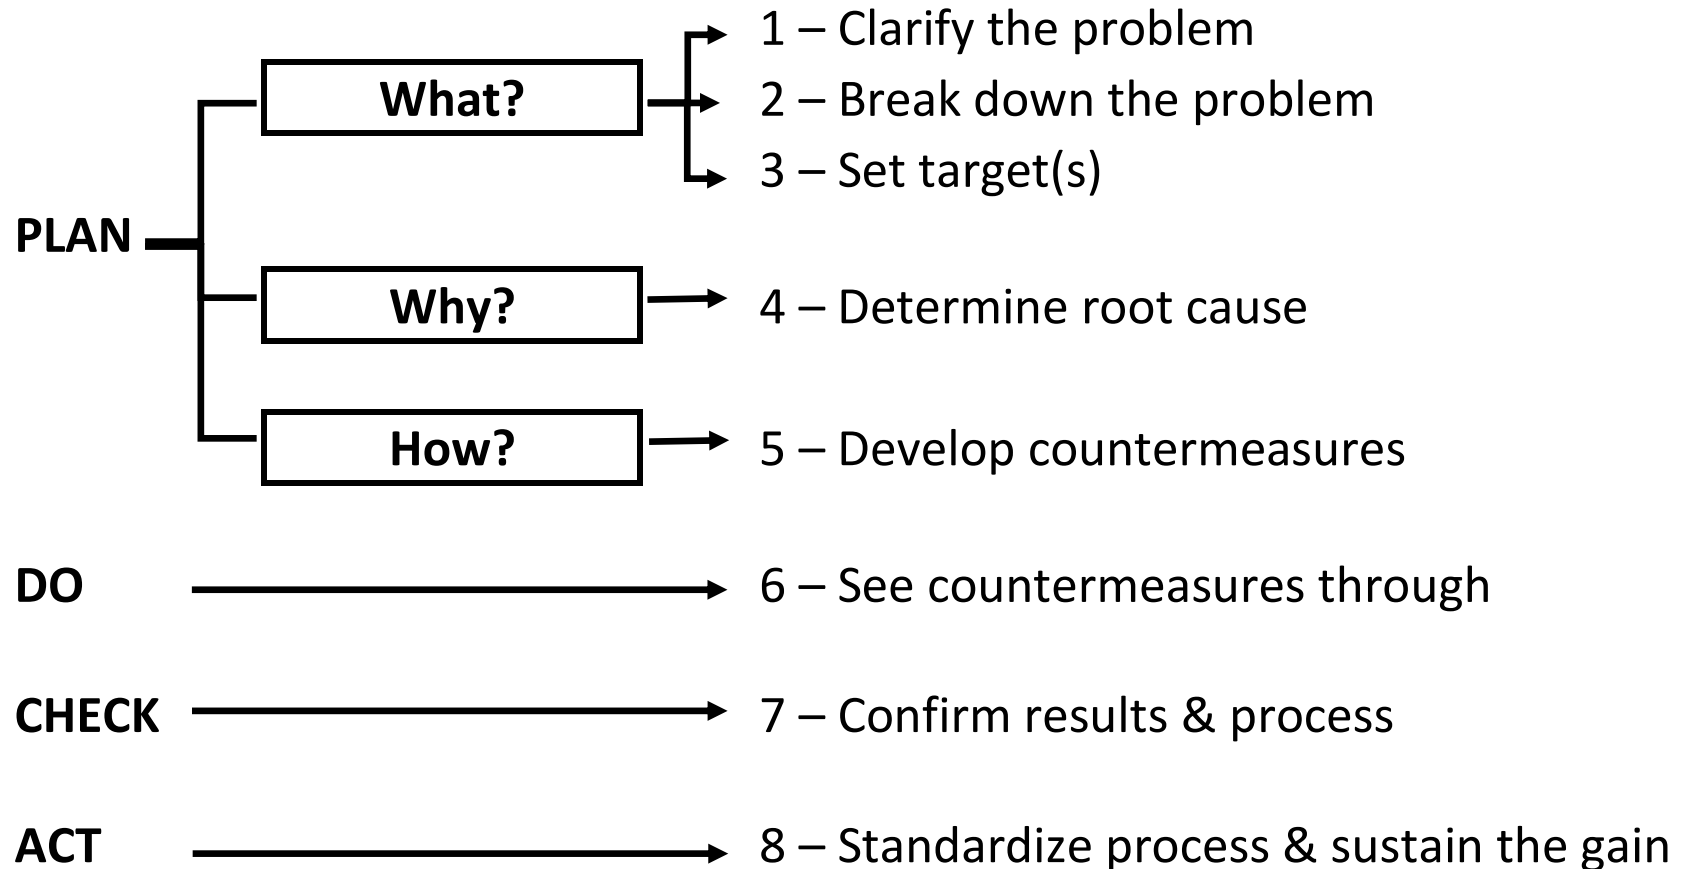 1 – Clarify the problem
What?
2 – Break down the problem
3 – Set target(s)
PLAN
Why?
4 – Determine root cause
How?
5 – Develop countermeasures
DO
6 – See countermeasures through
CHECK
7 – Confirm results & process
ACT
8 – Standardize process & sustain the gain